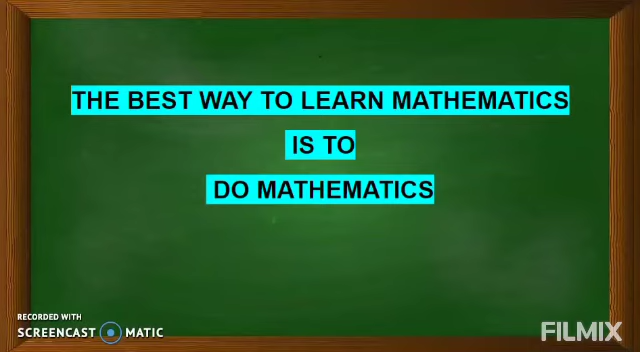 THE BEST WAY TO LEARN MATHEMATICS
IS TO
DO MATHEMATICS
RECORDED WITH
SCREENCAST MATIC
FILMIX